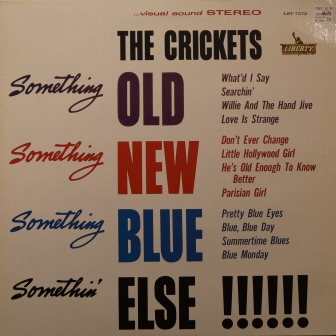 ...visual sound STEREO
LST-7272
THE CRICKETS
LIBERTY
Something OLD
What'd I Say
Searchin'
Willie And The Hand Jive
Love Is Strange
Something NEW
Don't Ever Change
Little Hollywood Girl
He's Old Enough To Know
Better
Parisian Girl
Something BLUE
Pretty Blue Eyes
Blue, Blue Day
Summertime Blues
Blue Monday
Somethin' ELSE !!!!!!